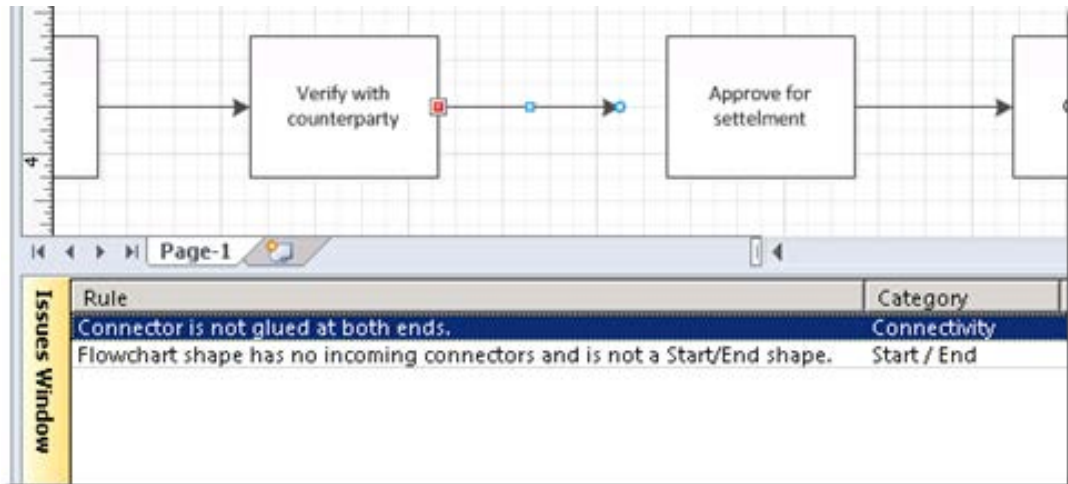 Verify with
counterparty
Approve for
settelment
4
Page-1
Issues Window
Rule Category
Connector is not glued at both ends. Connectivity
Flowchart shape has no incoming connectors and is not a Start/End shape. Start / End